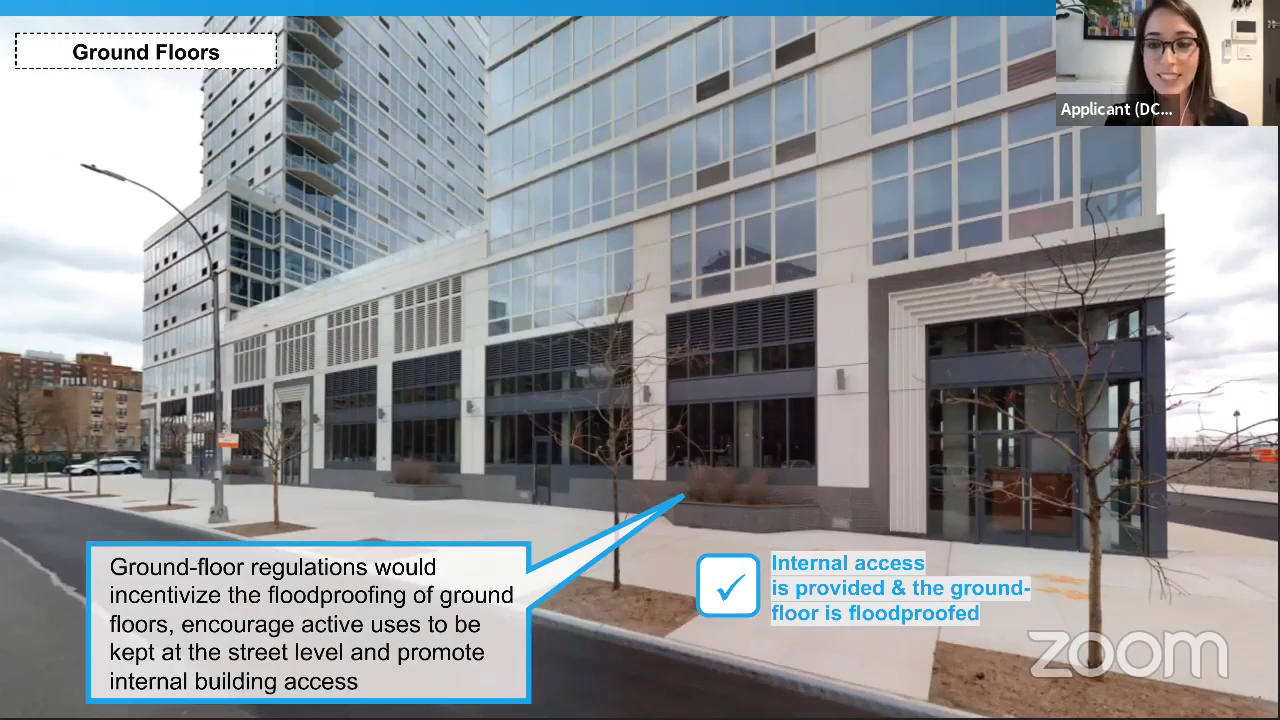 Ground Floors
Applicant (DC...
Ground-floor regulations would
incentivize the floodproofing of ground
floors, encourage active uses to be
kept at the street level and promote
internal building access
Internal access
is provided & the ground-
floor is floodproofed
zoom